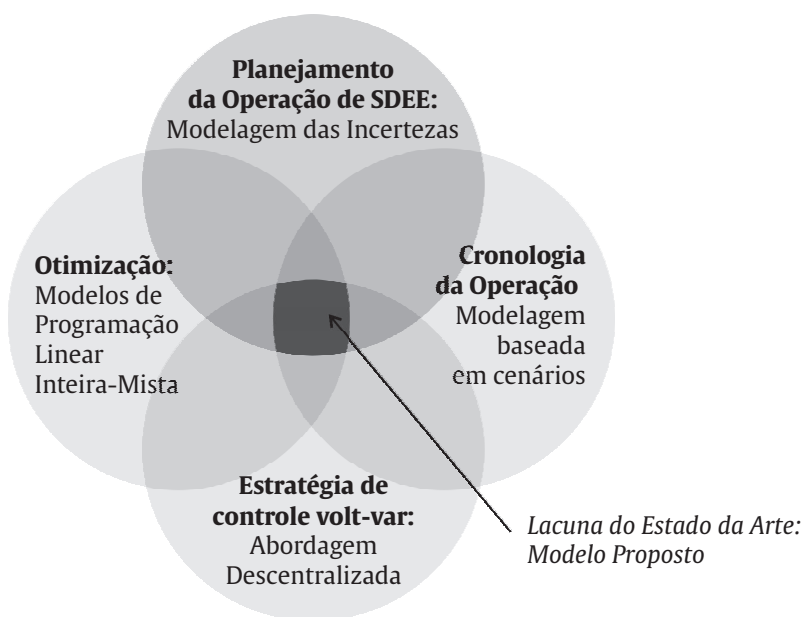 Planejamento
da Operação de SDEE:
Modelagem das Incertezas
Otimização:
Modelos de
Programação
Linear
Inteira-Mista
Cronologia
da Operação
Modelagem
baseada
em cenários
Estratégia de
controle volt-var:
Abordagem
Descentralizada
Lacuna do Estado da Arte:
Modelo Proposto